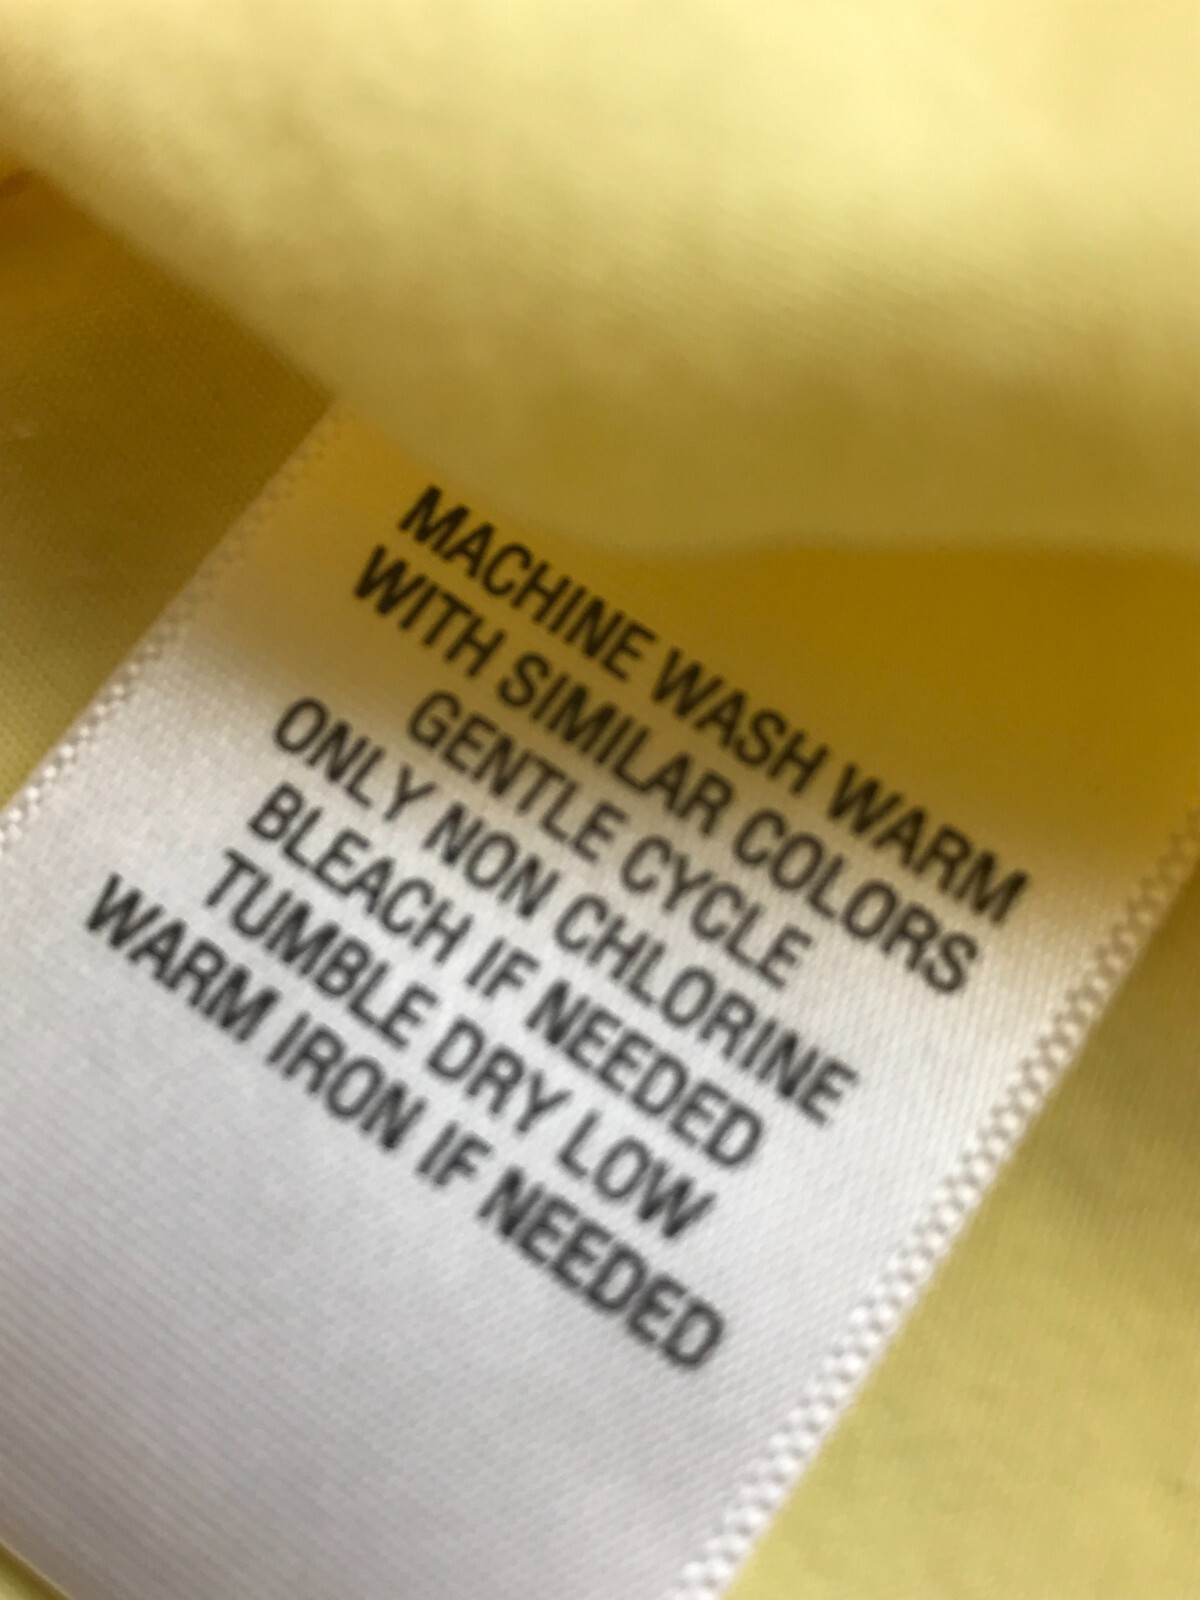 MACHINE WASH WARM
WITH SIMILAR COLORS
GENTLE CYCLE
ONLY NON CHLORINE
BLEACH IF NEEDED
TUMBLE DRY LOW
WARM IRON IF NEEDED